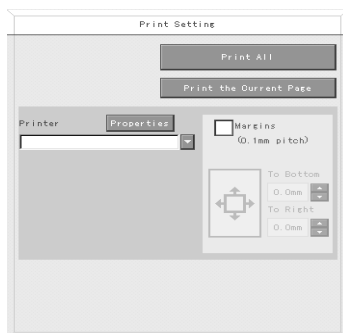 Print Setting
Print All
Print the Current Page
Printer
Properties
Margins
(0.1mm pitch)
To Bottom
0.0mm
To Right
0.0mm